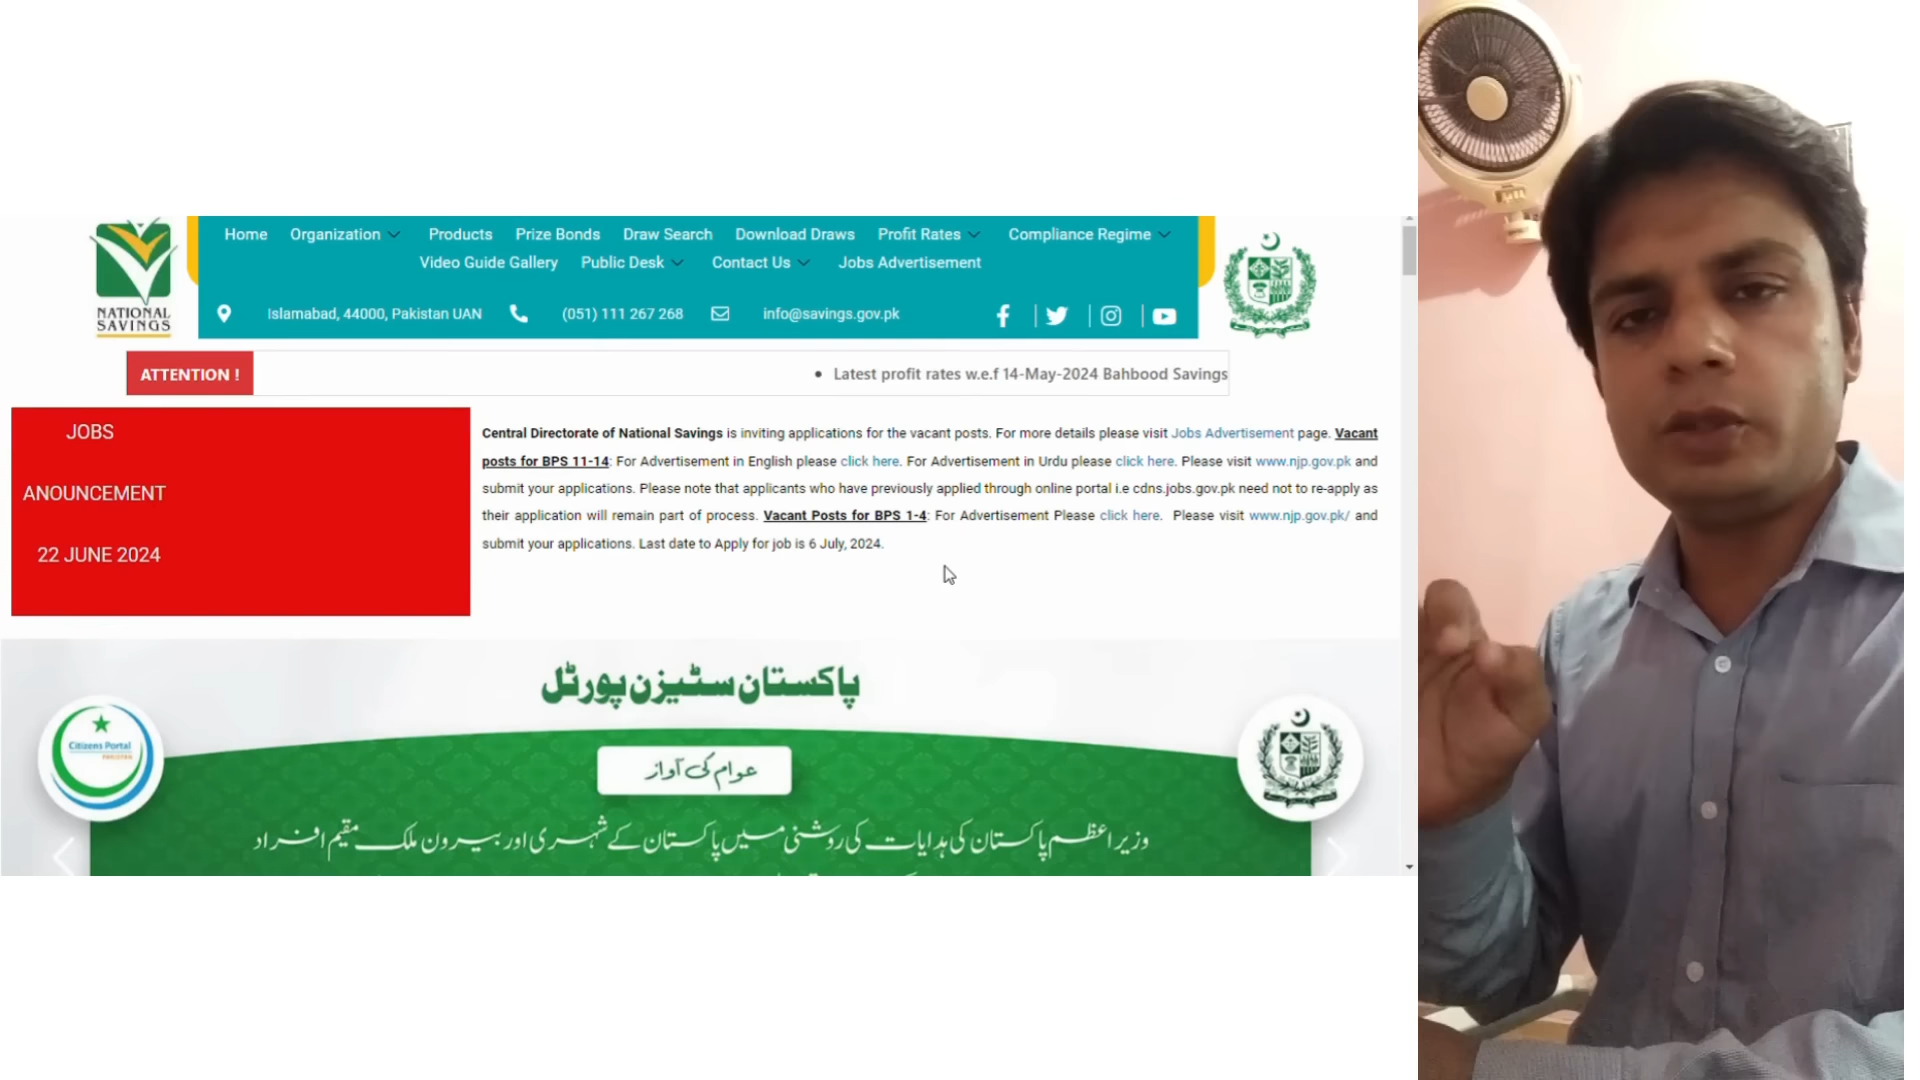 Home Organization Products Prize Bonds Draw Search Download Draws Profit Rates Compliance Regime
Video Guide Gallery Public Desk Contact Us Jobs Advertisement
NATIONAL
SAVINGS
Islamabad, 44000, Pakistan UAN (051) 111 267 268 info@savings.gov.pk
ATTENTION !
• Latest profit rates w.e.f 14-May-2024 Bahbood Savings
JOBS
ANOUNCEMENT
22 JUNE 2024
Central Directorate of National Savings is inviting applications for the vacant posts. For more details please visit Jobs Advertisement page. Vacant
posts for BPS 11-14: For Advertisement in English please click here. For Advertisement in Urdu please click here. Please visit www.njp.gov.pk and
submit your applications. Please note that applicants who have previously applied through online portal i.e cdns.jobs.gov.pk need not to re-apply as
their application will remain part of process. Vacant Posts for BPS 1-4: For Advertisement Please click here. Please visit www.njp.gov.pk/ and
submit your applications. Last date to Apply for job is 6 July, 2024.
پاکستان سٹیزن پورٹل
Citizens Portal
PAKISTAN
عوام کی آواز
وزیراعظم پاکستان کی ہدایات کی روشنی میں پاکستان کے شہری اور بیرون ملک مقیم افراد